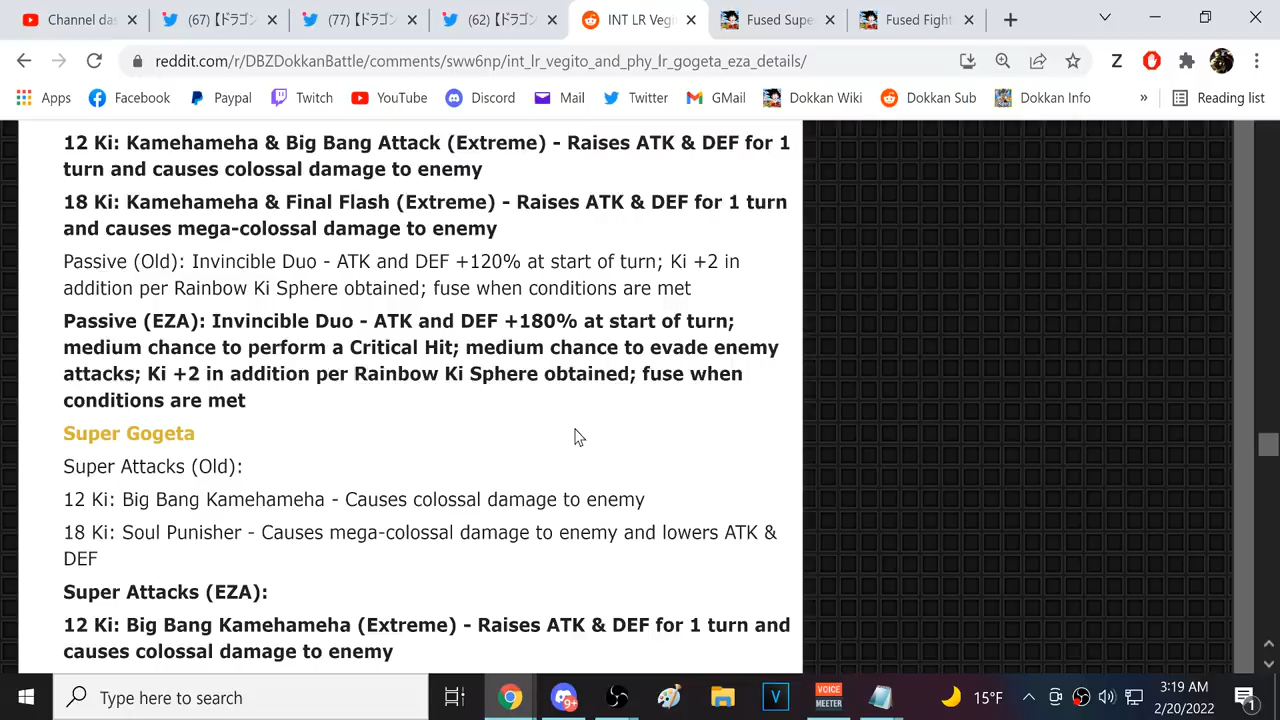 Channel das
(67) 【ドラゴン
(77) 【ドラゴン
(62) 【ドラゴン
INT LR Vegi
Fused Supe
Fused Fight
reddit.com/r/DBZDokkanBattle/comments/sww6np/int_lr_vegito_and_phy_lr_gogeta_eza_details/
Z
Apps
Facebook
Paypal
Twitch
YouTube
Discord
Mail
Twitter
GMail
Dokkan Wiki
Dokkan Sub
Dokkan Info
»
Reading list
12 Ki: Kamehameha & Big Bang Attack (Extreme) - Raises ATK & DEF for 1
turn and causes colossal damage to enemy
18 Ki: Kamehameha & Final Flash (Extreme) - Raises ATK & DEF for 1 turn
and causes mega-colossal damage to enemy
Passive (Old): Invincible Duo - ATK and DEF +120% at start of turn; Ki +2 in
addition per Rainbow Ki Sphere obtained; fuse when conditions are met
Passive (EZA): Invincible Duo - ATK and DEF +180% at start of turn;
medium chance to perform a Critical Hit; medium chance to evade enemy
attacks; Ki +2 in addition per Rainbow Ki Sphere obtained; fuse when
conditions are met
Super Gogeta
Super Attacks (Old):
12 Ki: Big Bang Kamehameha - Causes colossal damage to enemy
18 Ki: Soul Punisher - Causes mega-colossal damage to enemy and lowers ATK &
DEF
Super Attacks (EZA):
12 Ki: Big Bang Kamehameha (Extreme) - Raises ATK & DEF for 1 turn and
causes colossal damage to enemy
Type here to search
9+
V
VOICE
MEETER
15°F
3:19 AM
2/20/2022
1